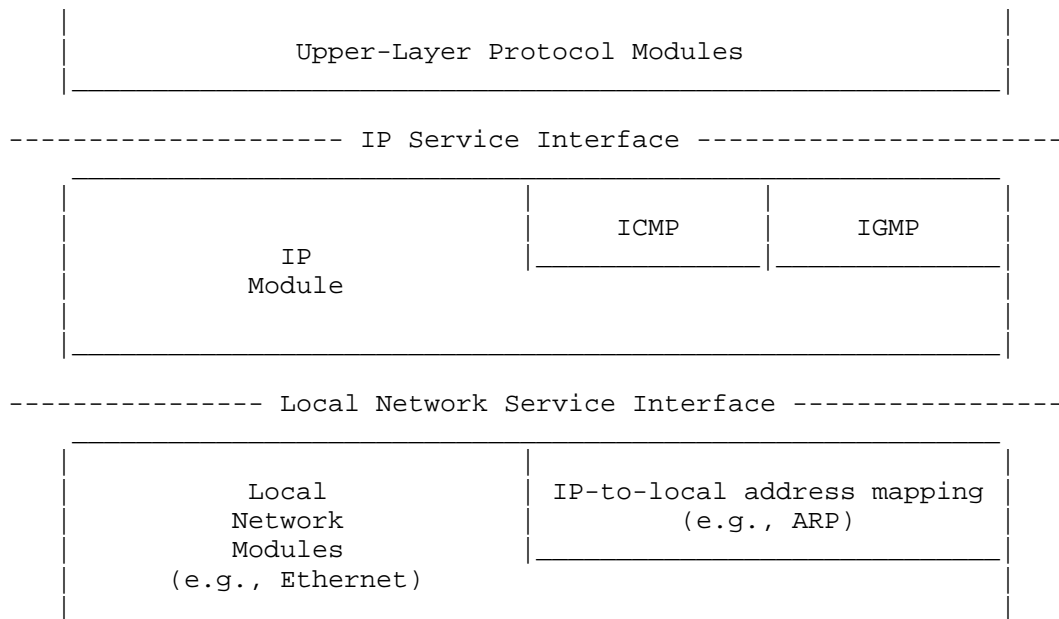 Upper-Layer Protocol Modules
--------------------- IP Service Interface -----------------------
ICMP IGMP
IP
Module
---------------- Local Network Service Interface -----------------
Local IP-to-local address mapping
Network (e.g., ARP)
Modules
(e.g., Ethernet)